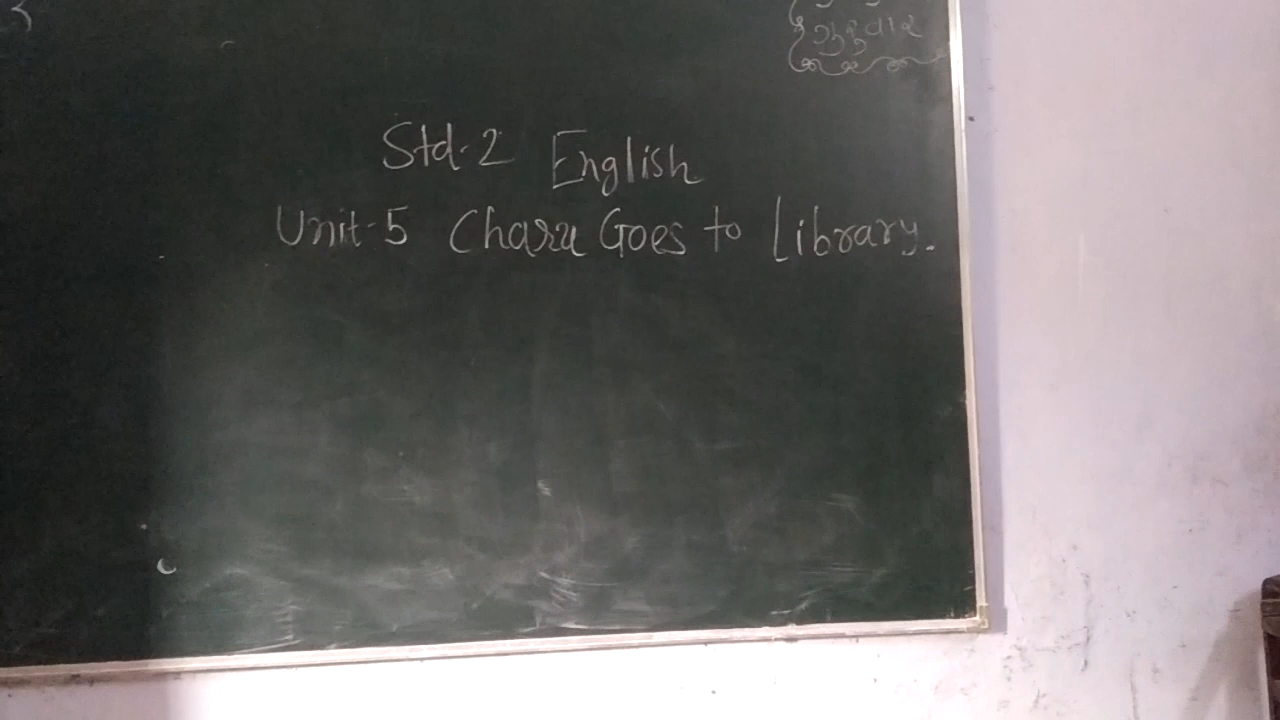 ગુરુવાર
Std-2 English
Unit-5 Charu Goes to Library.